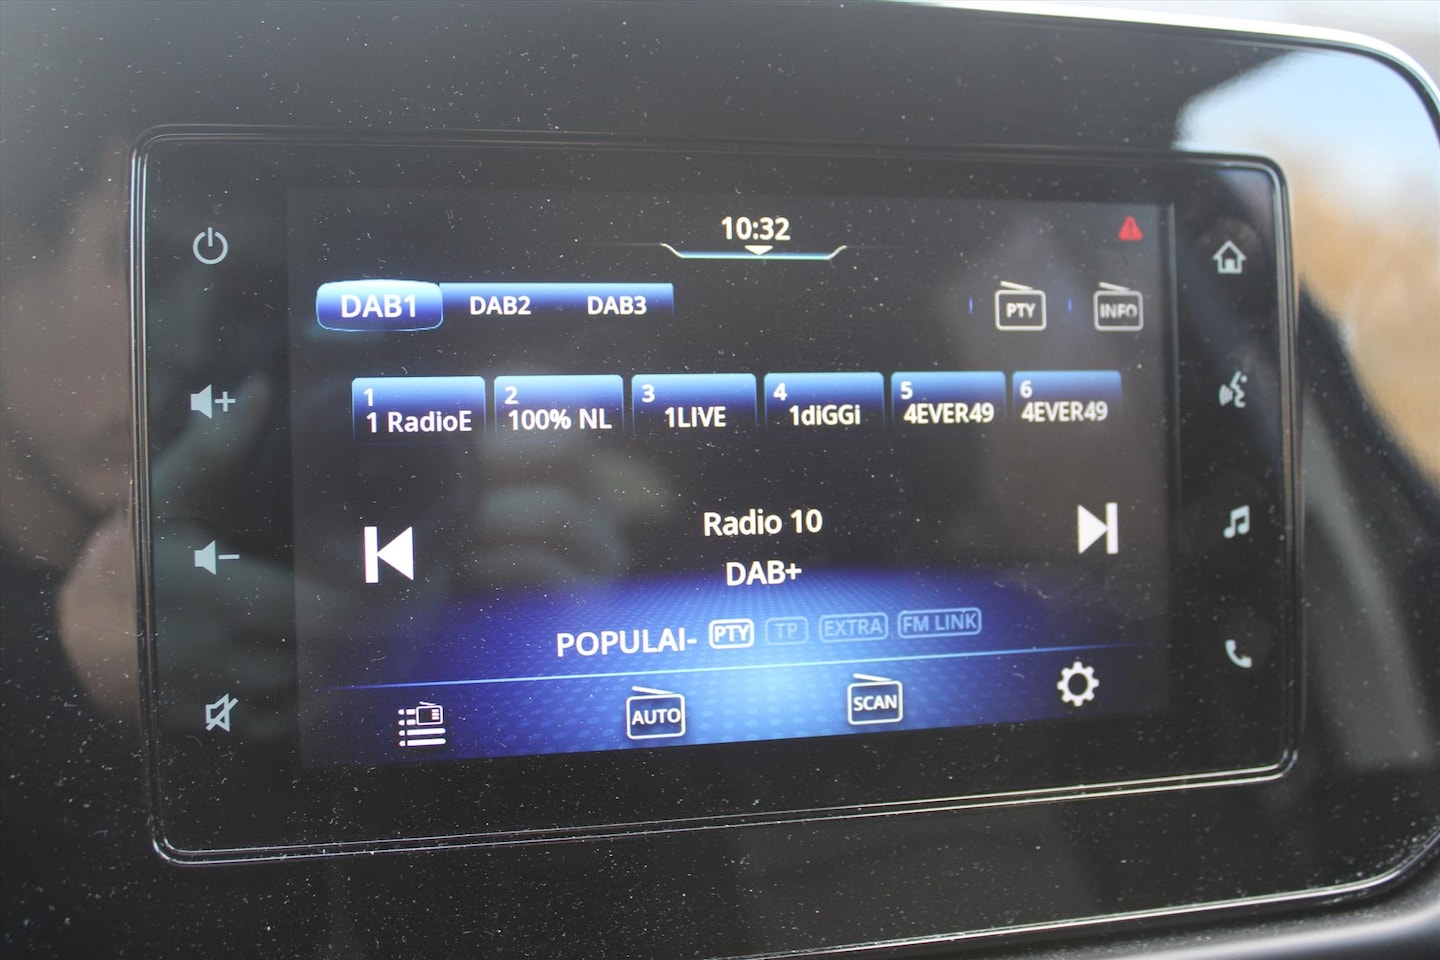 10:32
DAB1 DAB2 DAB3 PTY INFO
1 2 3 4 5 6
1 RadioE 100% NL 1LIVE 1diGGi 4EVER49 4EVER49
Radio 10
DAB+
POPULAI- PTY TP EXTRA FM LINK
AUTO SCAN